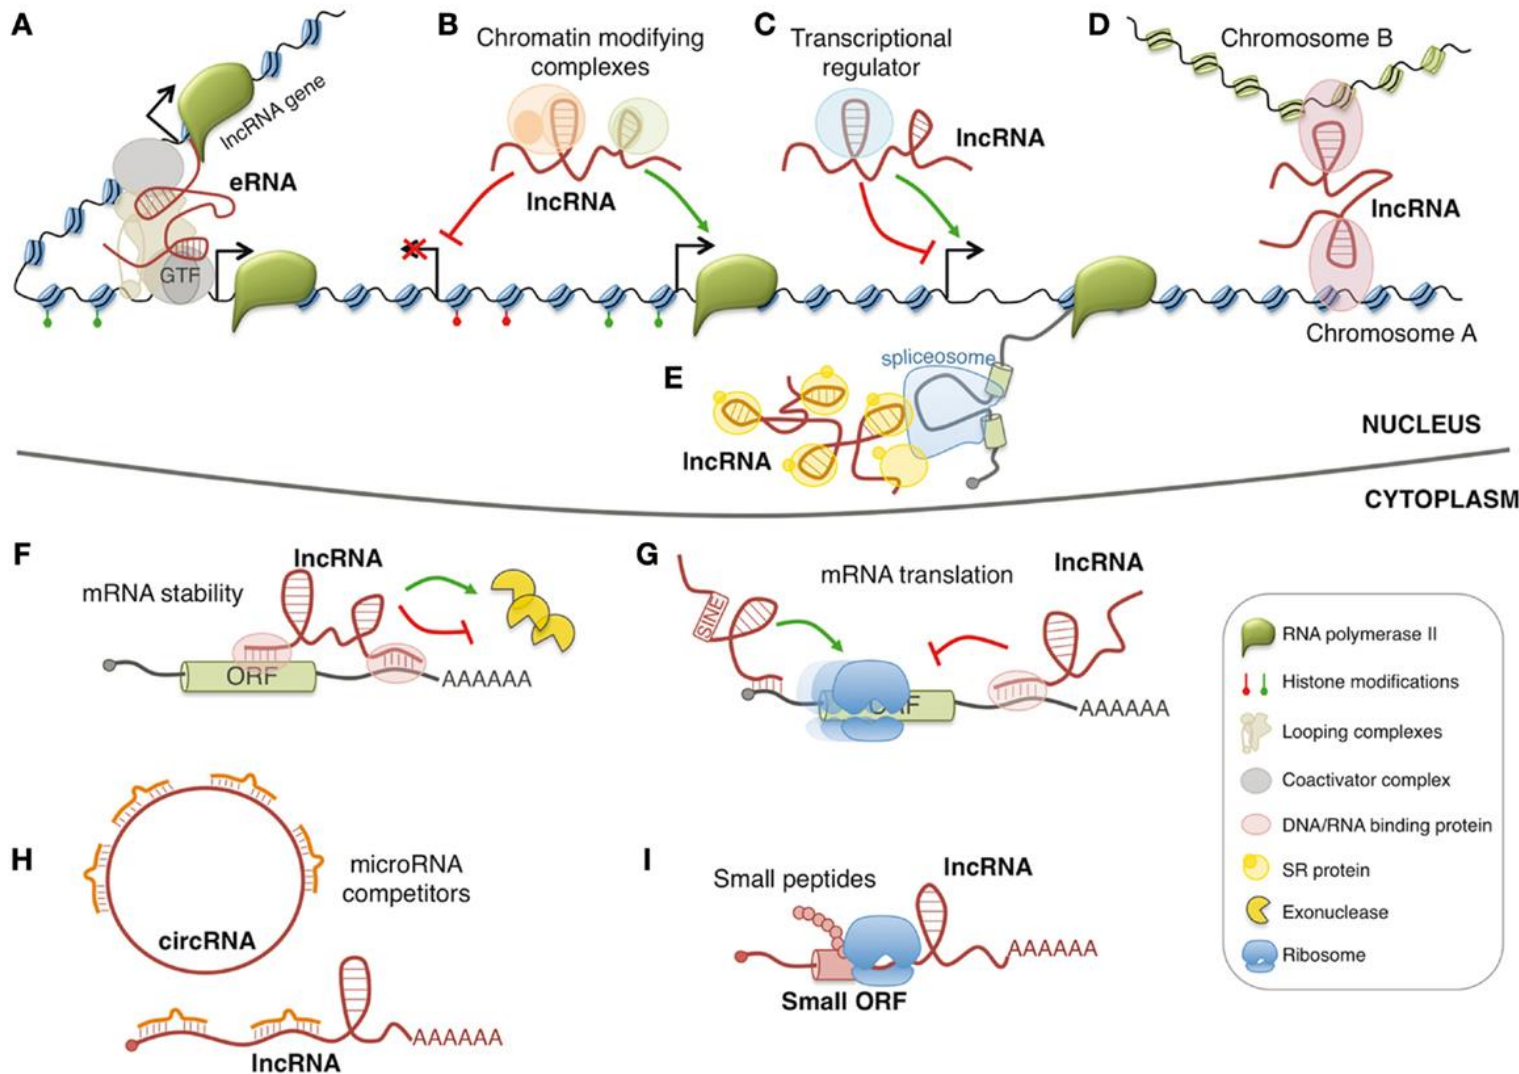 A
B
Chromatin modifying
complexes
C
Transcriptional
regulator
D
Chromosome B
lncRNA gene
eRNA
lncRNA
lncRNA
lncRNA
GTF
Chromosome A
E
spliceosome
lncRNA
NUCLEUS
CYTOPLASM
F
lncRNA
mRNA stability
ORF
AAAAAA
G
mRNA translation
lncRNA
SINE
ORF
AAAAAA
RNA polymerase II
Histone modifications
Looping complexes
Coactivator complex
DNA/RNA binding protein
SR protein
Exonuclease
Ribosome
H
microRNA
competitors
circRNA
AAAAAA
lncRNA
I
Small peptides
lncRNA
AAAAAA
Small ORF